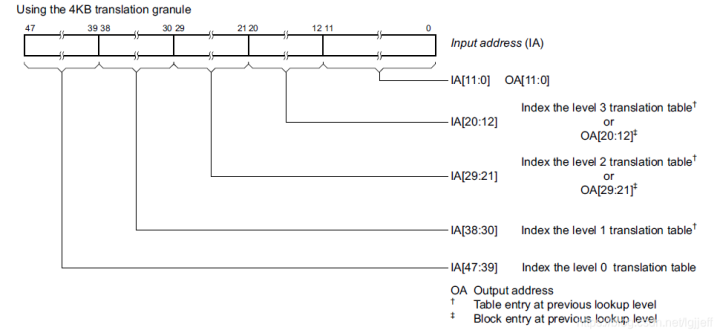 Using the 4KB translation granule
47 39 38 30 29 21 20 12 11 0
Input address (IA)
IA[11:0] OA[11:0]
Index the level 3 translation table†
IA[20:12] or
OA[20:12]‡
Index the level 2 translation table†
IA[29:21] or
OA[29:21]‡
IA[38:30] Index the level 1 translation table†
IA[47:39] Index the level 0 translation table
OA Output address
† Table entry at previous lookup level
‡ Block entry at previous lookup level